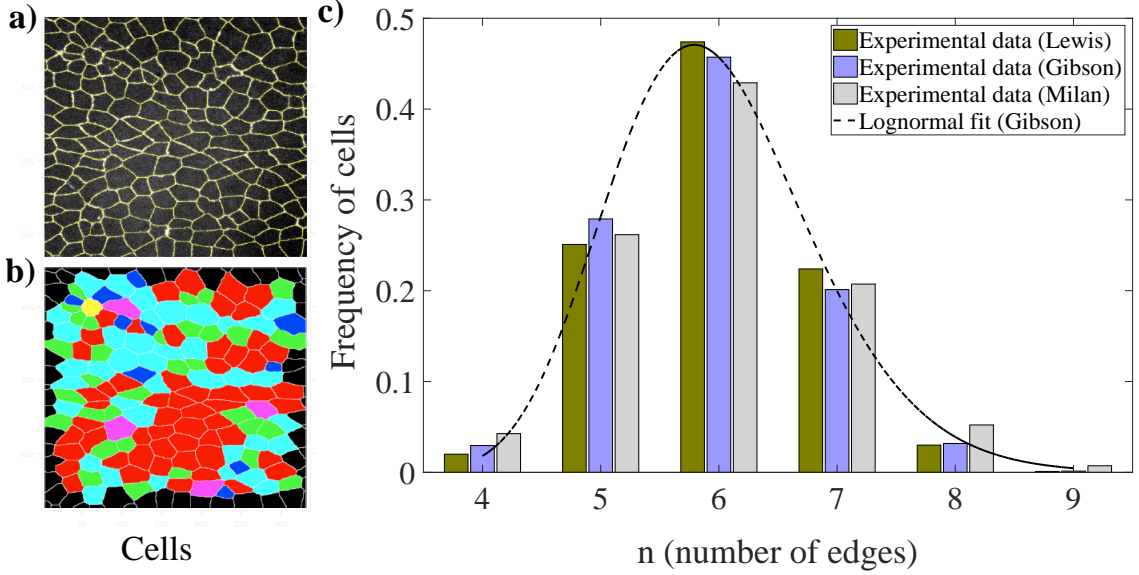 a)
b)
Cells
c)
Frequency of cells
0.5
0.4
0.3
0.2
0.1
0
4 5 6 7 8 9
n (number of edges)
Experimental data (Lewis)
Experimental data (Gibson)
Experimental data (Milan)
Lognormal fit (Gibson)